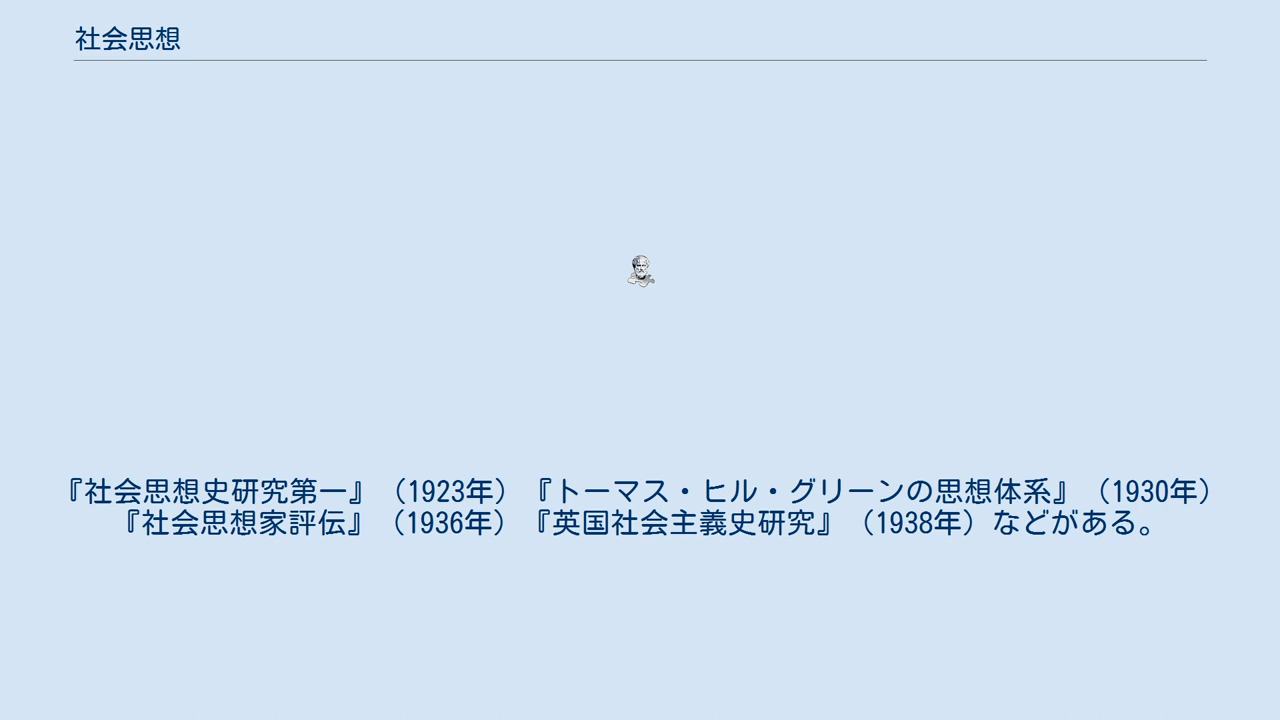 社会思想
『社会思想史研究第一』（1923年）『トーマス・ヒル・グリーンの思想体系』（1930年）
『社会思想家評伝』（1936年）『英国社会主義史研究』（1938年）などがある。